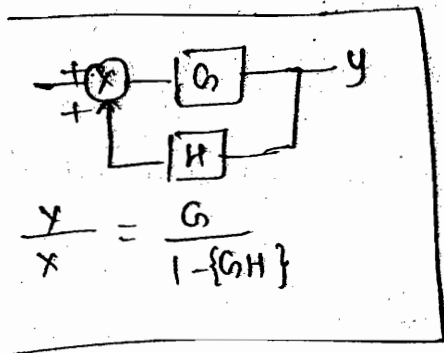 + X G y
+
H
y/x = G/1-{GH}